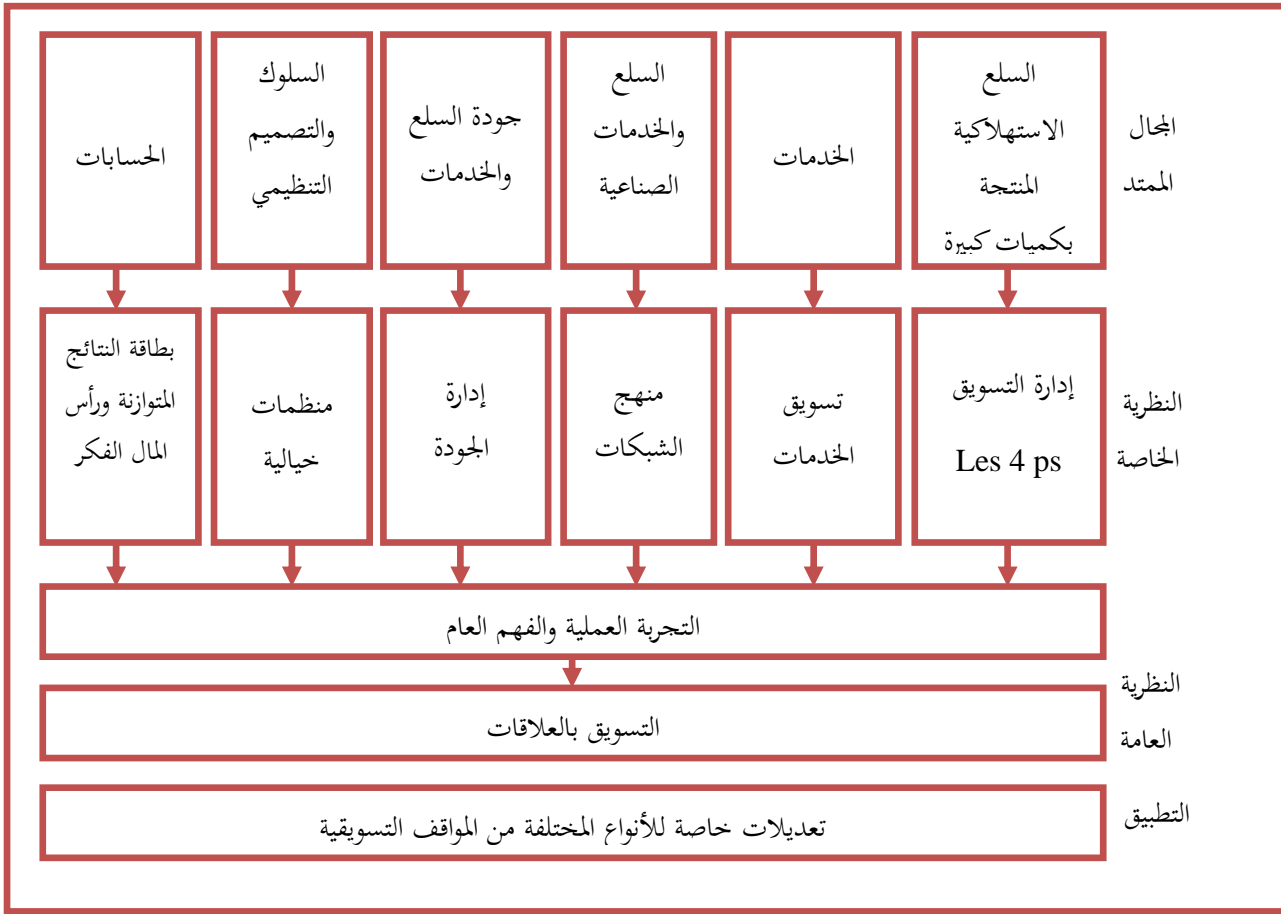 المجال
الممتد
السلع
الاستهلاكية
المنتجة
بكميات كبيرة
الخدمات
السلع
والخدمات
الصناعية
جودة السلع
والخدمات
السلوك
والتصميم
التنظيمي
الحسابات
النظرية
الخاصة
إدارة التسويق
Les 4 ps
تسويق
الخدمات
منهج
الشبكات
إدارة
الجودة
منظمات
خيالية
بطاقة النتائج
المتوازنة ورأس
المال الفكر
التجربة العملية والفهم العام
النظرية
العامة
التسويق بالعلاقات
التطبيق
تعديلات خاصة للأنواع المختلفة من المواقف التسويقية